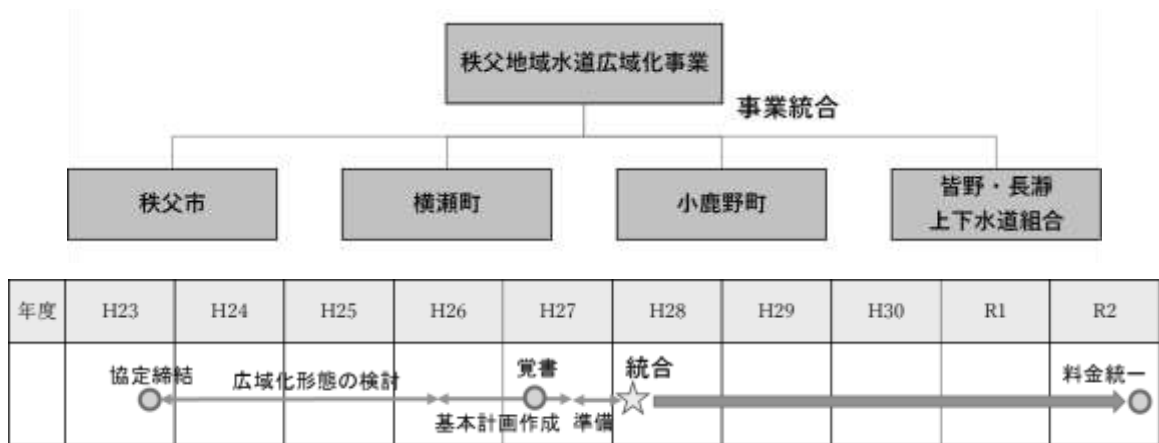 秩父地域水道広域化事業
事業統合
秩父市
横瀬町
小鹿野町
皆野・長瀞
上下水道組合
年度 H23 H24 H25 H26 H27 H28 H29 H30 R1 R2
協定締結
広域化形態の検討
覚書
統合
料金統一
基本計画作成
準備